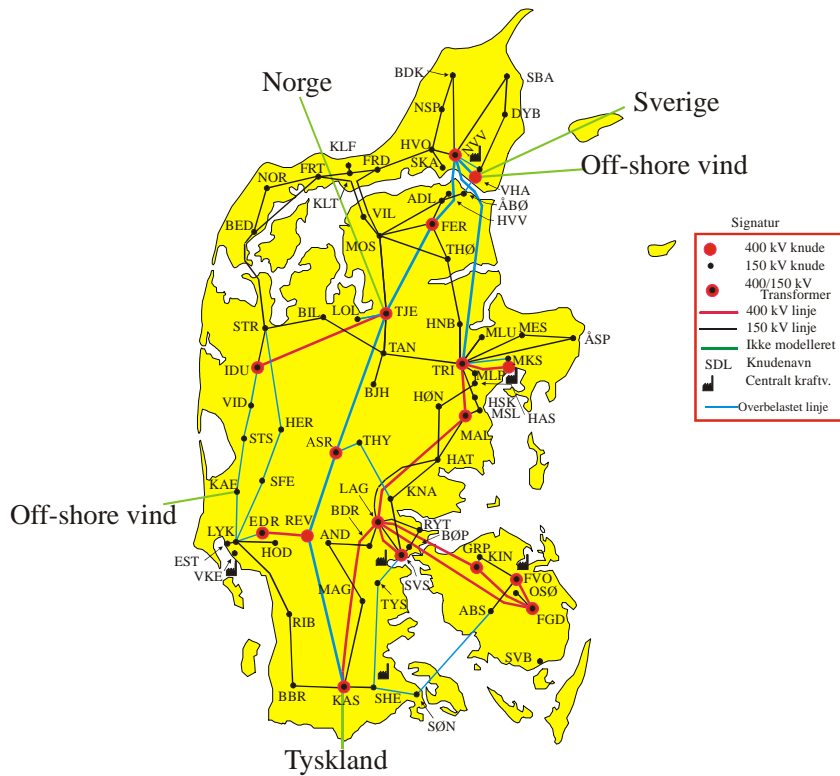 BDK
SBA
Norge
NSP
DYB
Sverige
KLF
HVO
NVV
FRD
SKA
Off-shore vind
FRT
NOR
KLT
VHA
ADL
ÅBØ
HVV
Signatur
VIL
FER
BED
MOS
THØ
400 kV knude
150 kV knude
400/150 kV
Transformer
400 kV linje
150 kV linje
Ikke modelleret
SDL
Knudenavn
Centralt kraftv.
Overbelastet linje
BIL
LOL
TJE
STR
HNB
MLU
MES
ÅSP
TAN
MKS
IDU
TRI
MLP
BJH
HSK
HAS
VID
HØN
MSL
HER
MAL
STS
ASR
THY
HAT
SFE
KAE
LAG
KNA
Off-shore vind
BDR
EDR
REV
AND
RYT
LYK
BØP
GRP
KIN
EST
HOD
VKE
SVS
FVO
OSØ
MAG
TYS
ABS
FGD
RIB
SVB
BBR
KAS
SHE
SØN
Tyskland